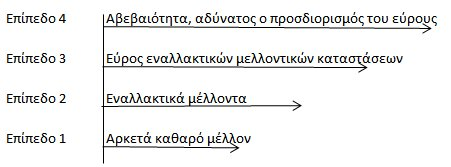 Επίπεδο 4 Αβεβαιότητα, αδύνατος ο προσδιορισμός του εύρους
Επίπεδο 3 Εύρος εναλλακτικών μελλοντικών καταστάσεων
Επίπεδο 2 Εναλλακτικά μέλλοντα
Επίπεδο 1 Αρκετά καθαρό μέλλον